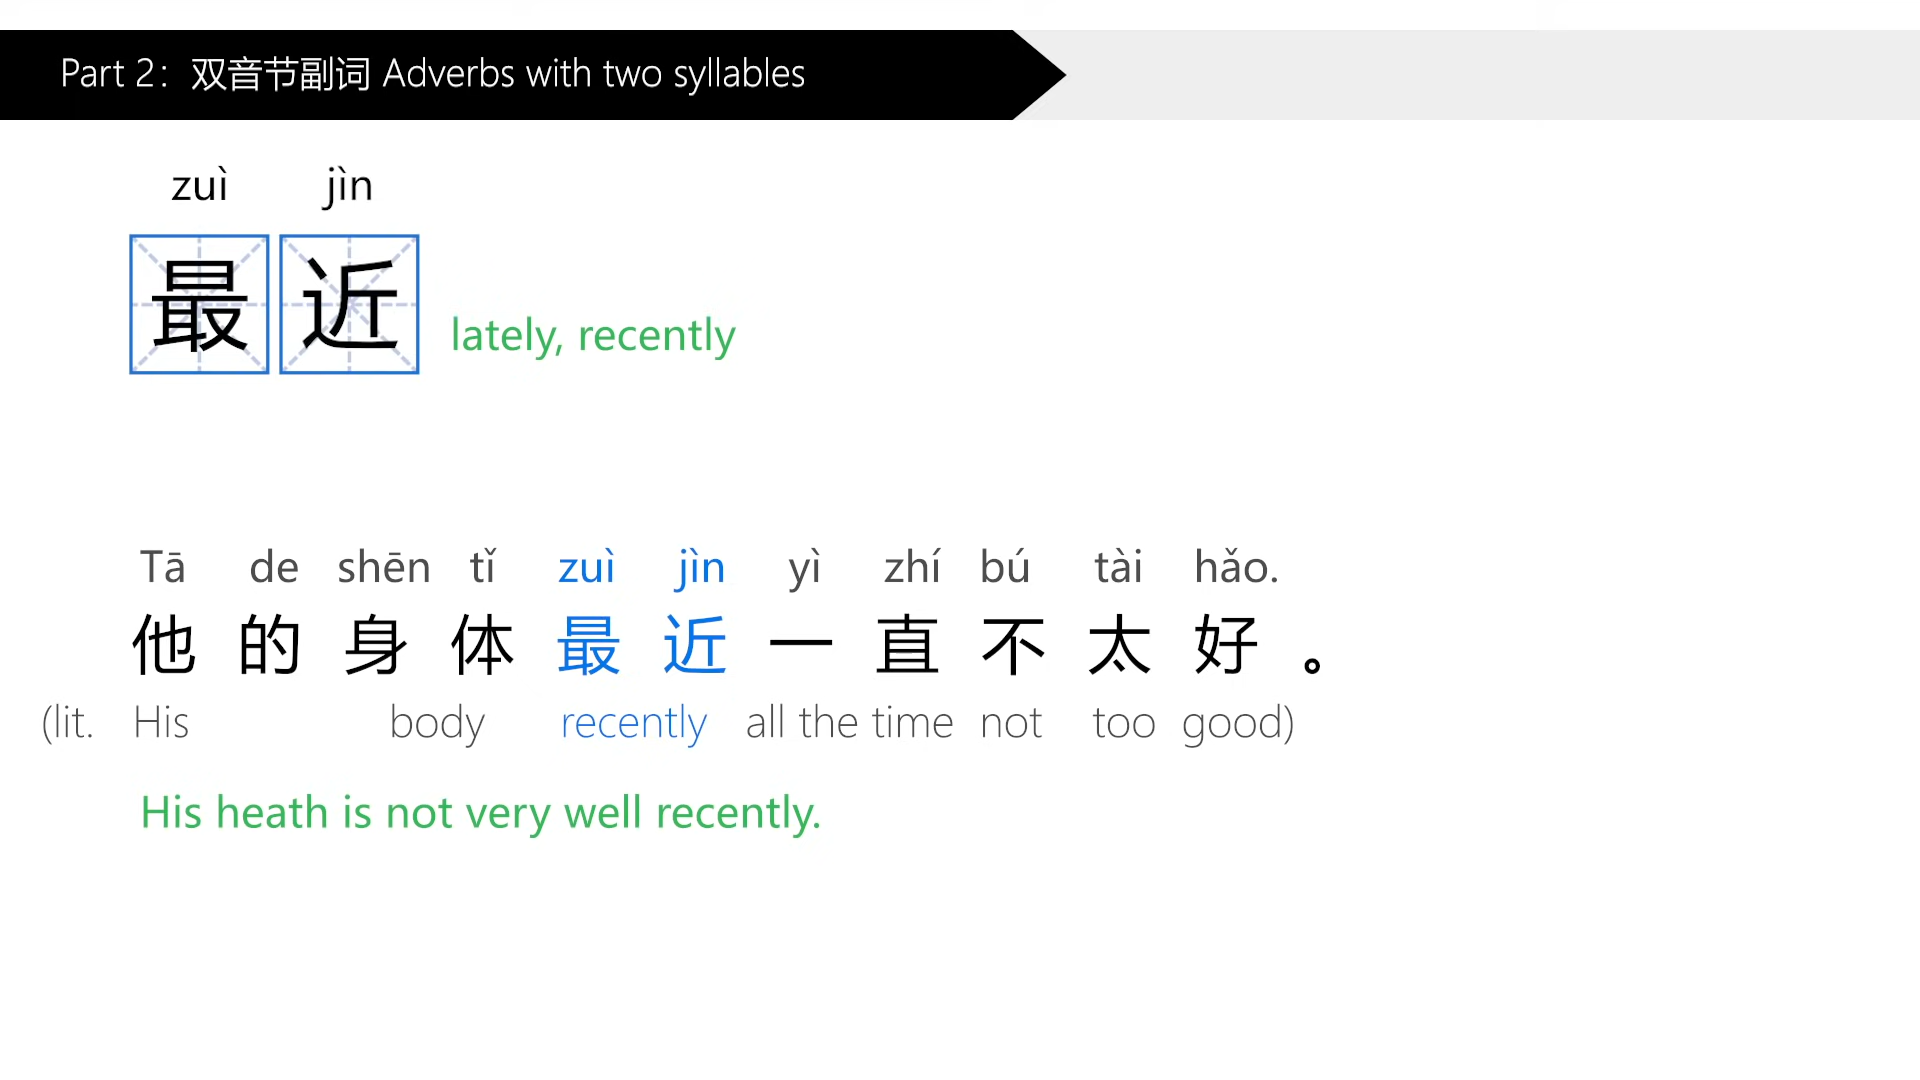 Part 2：双音节副词 Adverbs with two syllables
zuì jìn
最近 lately, recently
Tā de shēn tǐ zuì jìn yì zhí bú tài hǎo.
他的身体最近一直不太好。
(lit. His body recently all the time not too good)
His heath is not very well recently.